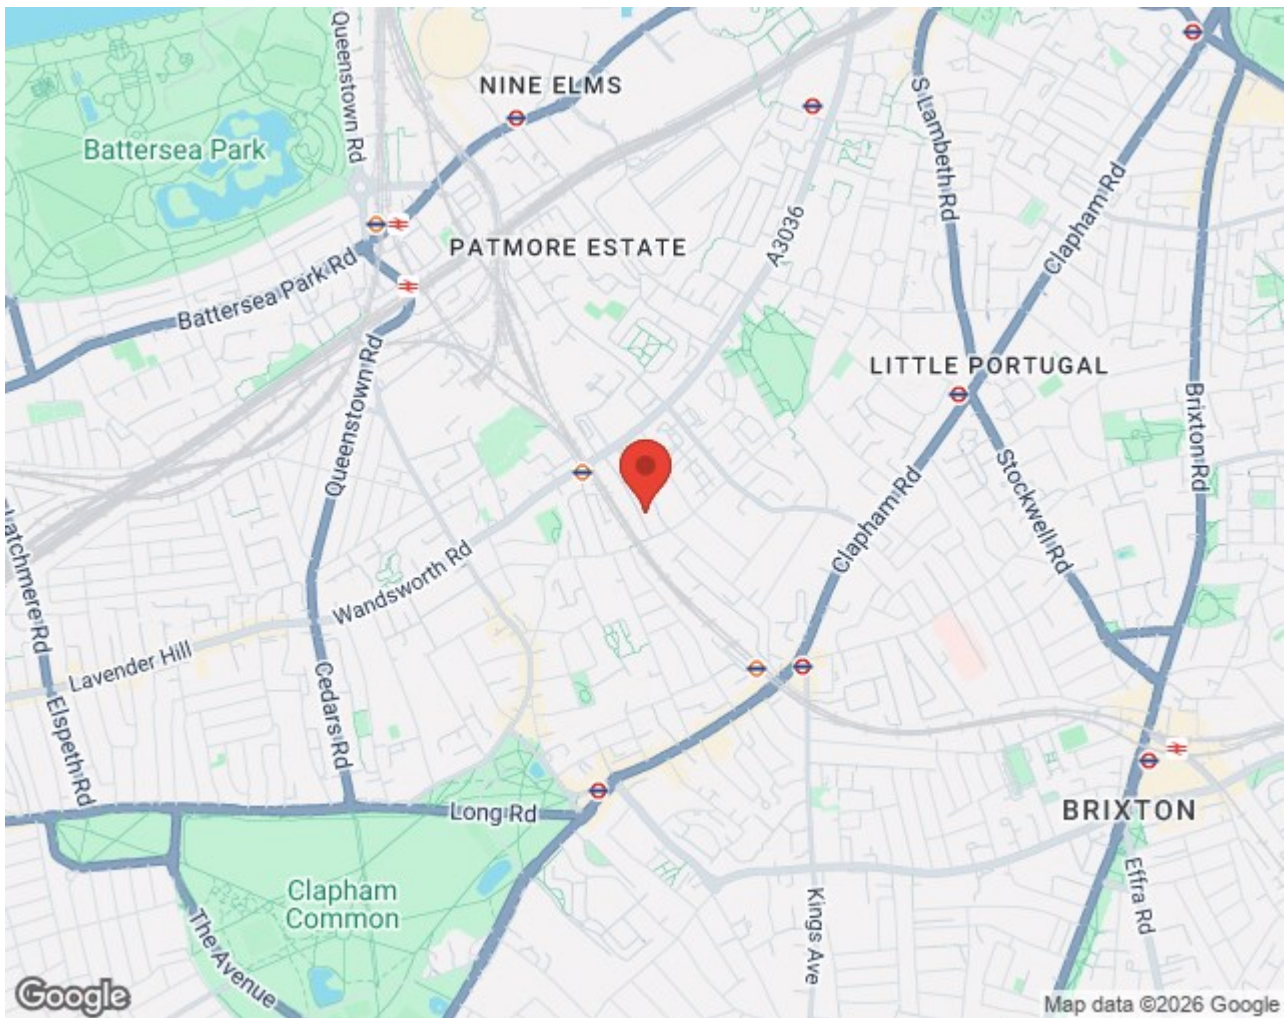 Queenstown Rd
NINE ELMS
Battersea Park
S Lambeth Rd
Clapham Rd
A3036
PATMORE ESTATE
Battersea Park Rd
LITTLE PORTUGAL
Queenstown Rd
Brixton Rd
Clapham Rd
Stockwell Rd
Latchmere Rd
Wandsworth Rd
Lavender Hill
Elspeth Rd
Cedars Rd
Long Rd
BRIXTON
Clapham
Common
Effra Rd
Kings Ave
The Avenue
Google
Map data ©2026 Google